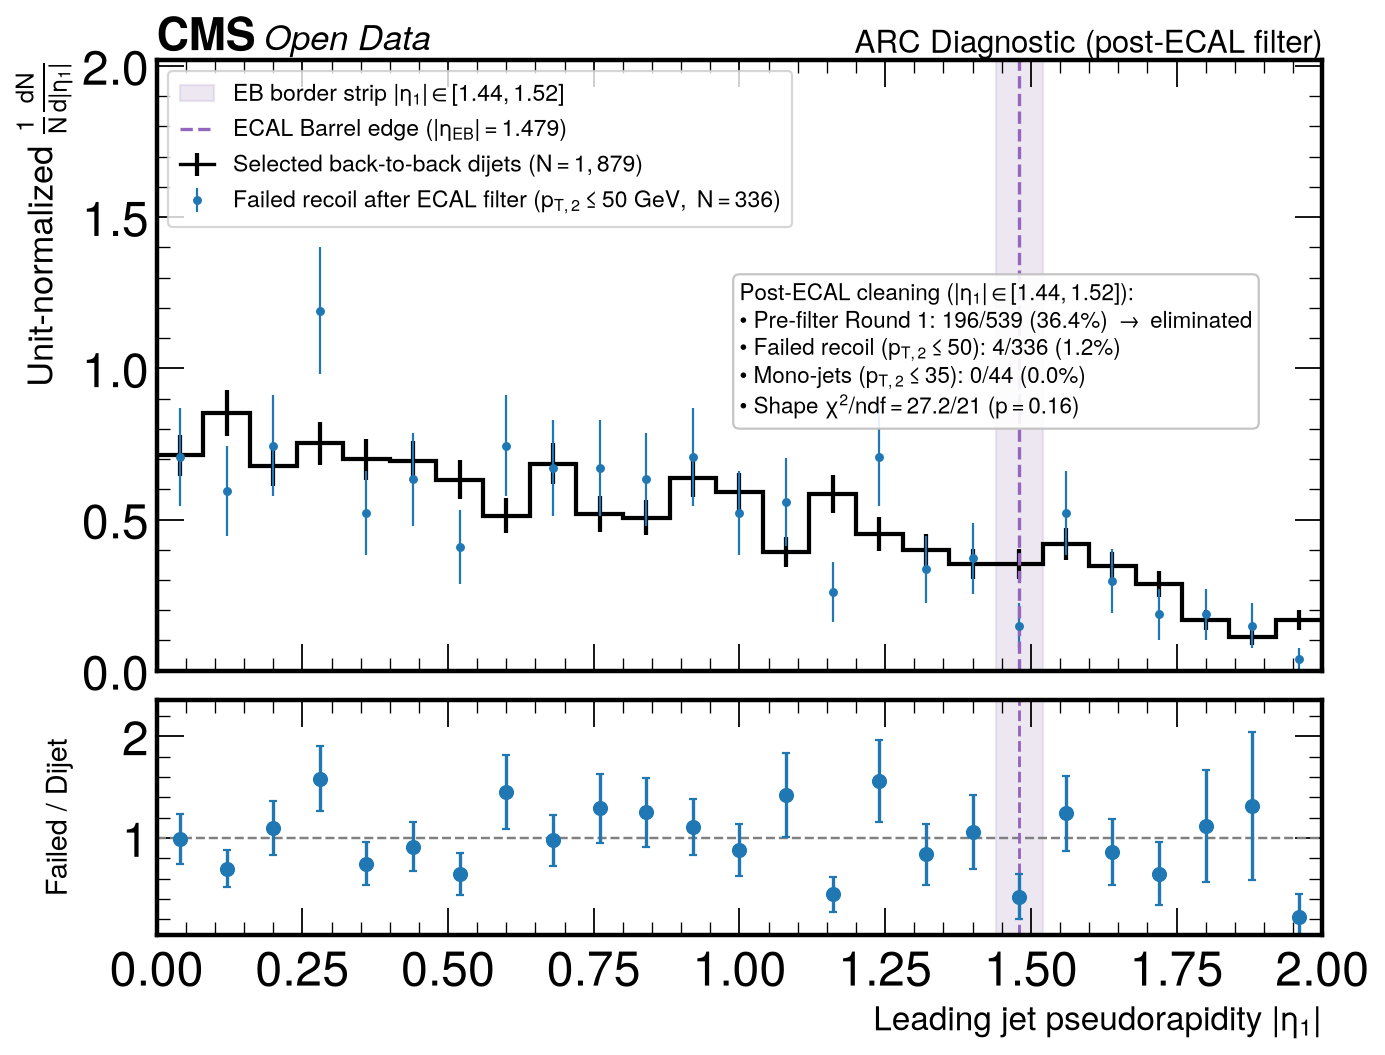 CMS Open Data
ARC Diagnostic (post-ECAL filter)
Unit-normalized 1/N dN/d|η₁|
2.0
1.5
1.0
0.5
0.0
EB border strip |η₁| ∈ [1.44, 1.52]
ECAL Barrel edge (|η_EB| = 1.479)
Selected back-to-back dijets (N = 1, 879)
Failed recoil after ECAL filter (p_T, 2 ≤ 50 GeV, N = 336)
Post-ECAL cleaning (|η₁| ∈ [1.44, 1.52]):
• Pre-filter Round 1: 196/539 (36.4%) → eliminated
• Failed recoil (p_T, 2 ≤ 50): 4/336 (1.2%)
• Mono-jets (p_T, 2 ≤ 35): 0/44 (0.0%)
• Shape χ²/ndf = 27.2/21 (p = 0.16)
Failed / Dijet
2
1
0.00 0.25 0.50 0.75 1.00 1.25 1.50 1.75 2.00
Leading jet pseudorapidity |η₁|